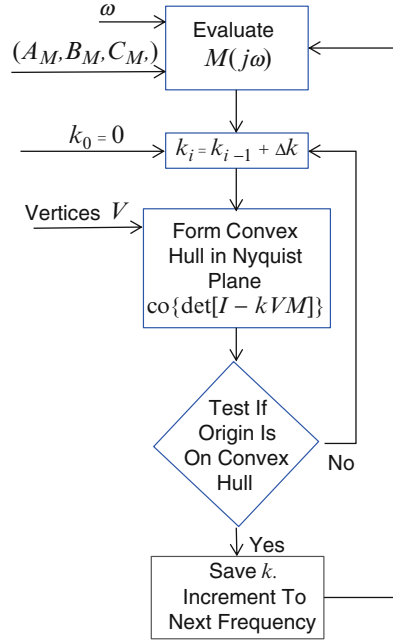 ω
Evaluate
(A_M, B_M, C_M,)
M(jω)
k_0 = 0
k_i = k_{i−1} + Δk
Vertices V
Form Convex
Hull in Nyquist
Plane
co{det[I − kVM]}
Test If
Origin Is
On Convex
Hull
No
Yes
Save k.
Increment To
Next Frequency